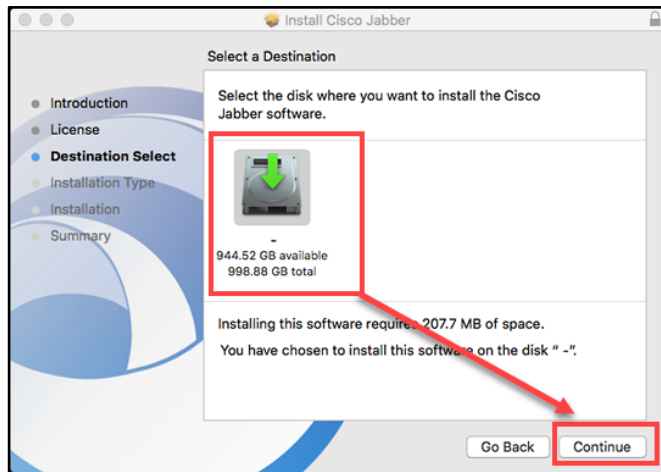 Install Cisco Jabber
Select a Destination
Introduction
License
Destination Select
Installation Type
Installation
Summary
Select the disk where you want to install the Cisco
Jabber software.
-
944.52 GB available
998.88 GB total
Installing this software requires 207.7 MB of space.
You have chosen to install this software on the disk “ -”.
Go Back
Continue